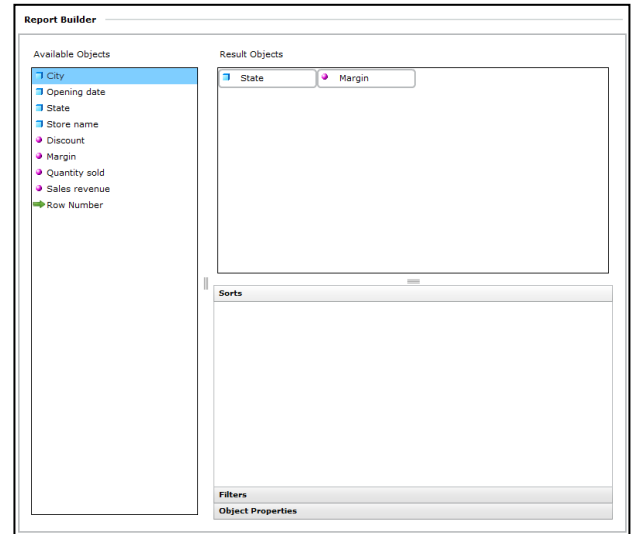 Report Builder
Available Objects
City
Opening date
State
Store name
Discount
Margin
Quantity sold
Sales revenue
Row Number
Result Objects
State Margin
Sorts
Filters
Object Properties